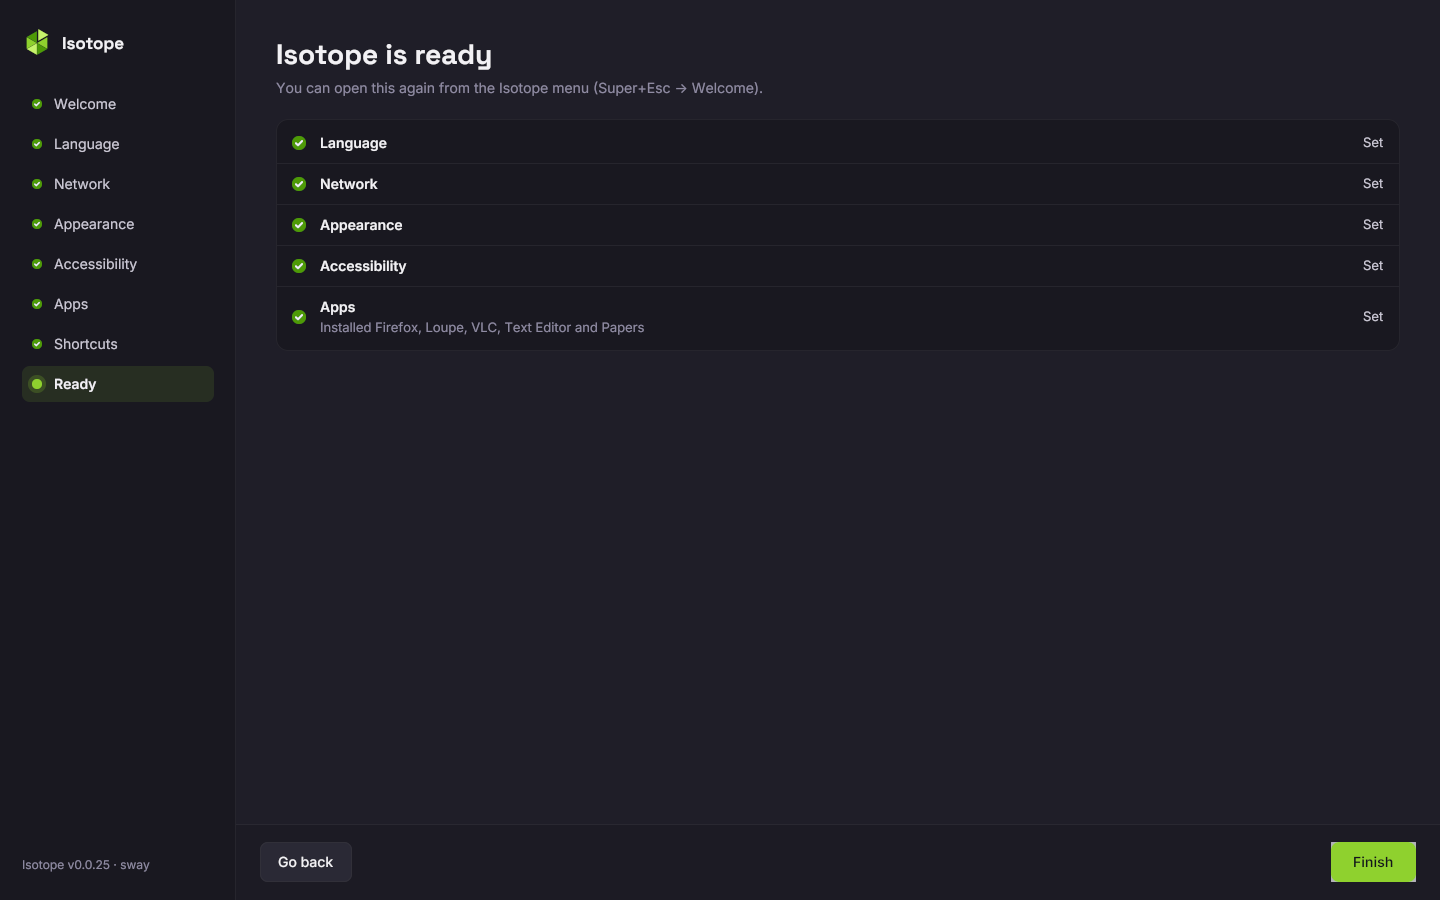 Isotope
Welcome
Language
Network
Appearance
Accessibility
Apps
Shortcuts
Ready
Isotope v0.0.25 · sway
Isotope is ready
You can open this again from the Isotope menu (Super+Esc → Welcome).
Language Set
Network Set
Appearance Set
Accessibility Set
Apps
Installed Firefox, Loupe, VLC, Text Editor and Papers
Set
Go back
Finish